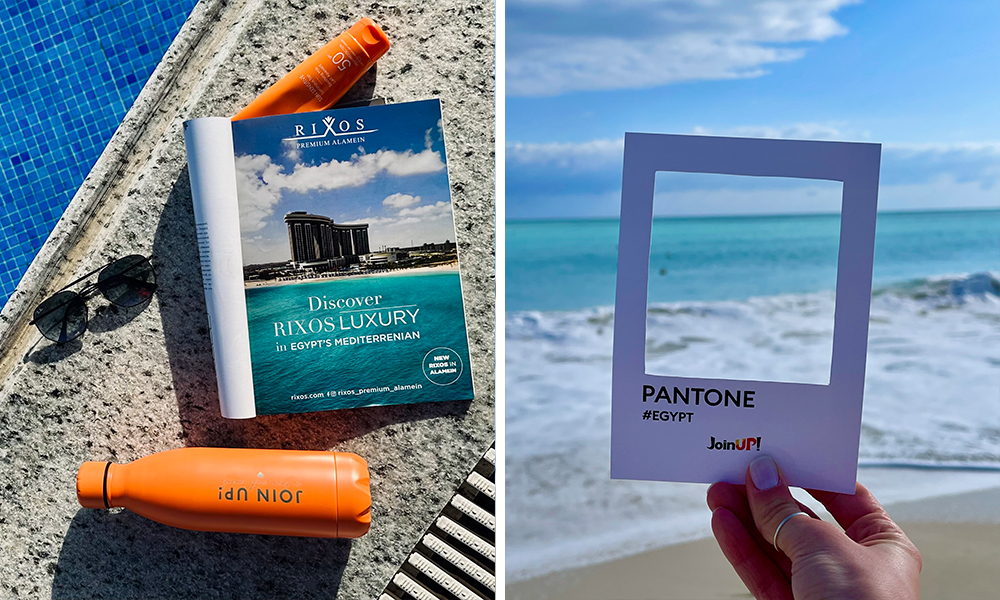 50+
RIXOS
PREMIUM ALAMEIN
Discover
RIXOS LUXURY
in EGYPT'S MEDITERRENIAN
NEW
RIXOS IN
ALAMEIN
rixos.com rixos_premium_alamein
JOIN UP!
PANTONE
#EGYPT
JoinUP!